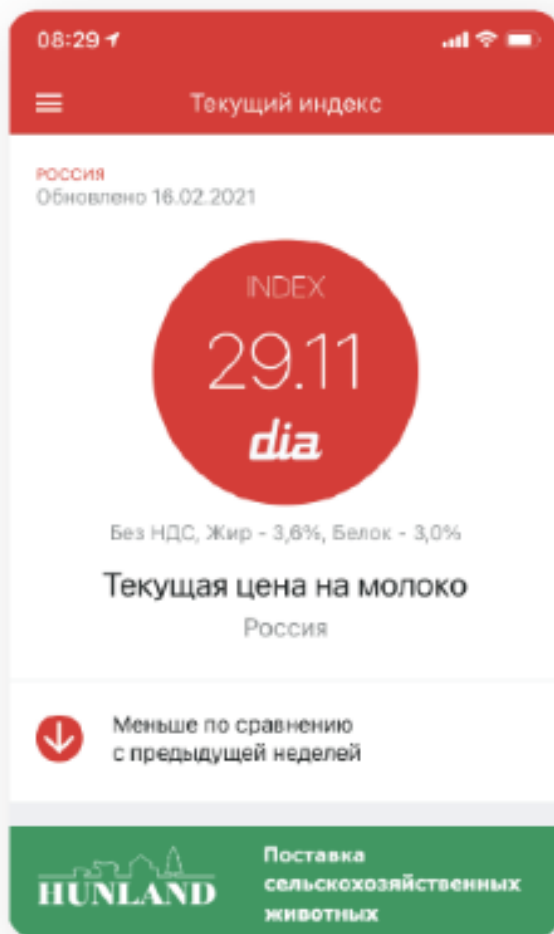 08:29
Текущий индекс
РОССИЯ
Обновлено 16.02.2021
INDEX
29.11
dia
Без НДС, Жир - 3,6%, Белок - 3,0%
Текущая цена на молоко
Россия
Меньше по сравнению
с предыдущей неделей
HUNLAND
Поставка
сельскохозяйственных
животных